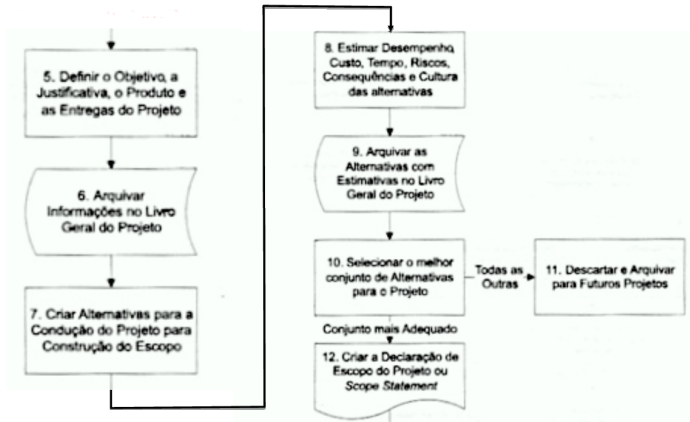 5. Definir o Objetivo, a
Justificativa, o Produto e
as Entregas do Projeto
6. Arquivar
Informações no Livro
Geral do Projeto
7. Criar Alternativas para a
Condução do Projeto para
Construção do Escopo
8. Estimar Desempenho,
Custo, Tempo, Riscos,
Consequências e Cultura
das alternativas
9. Arquivar as
Alternativas com
Estimativas no Livro
Geral do Projeto
10. Selecionar o melhor
conjunto de Alternativas
para o Projeto
Todas as
Outras
11. Descartar e Arquivar
para Futuros Projetos
Conjunto mais Adequado
12. Criar a Declaração de
Escopo do Projeto ou
Scope Statement